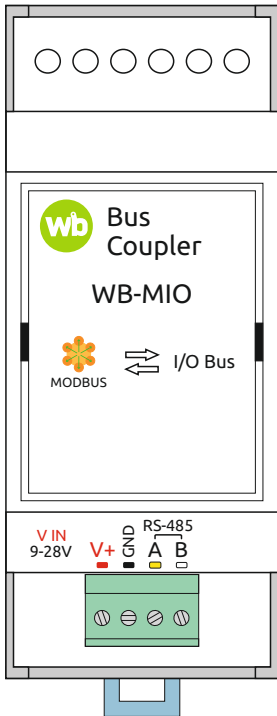 wb Bus
Coupler
WB-MIO
MODBUS
I/O Bus
V IN
9-28V
V+
GND
RS-485
A B